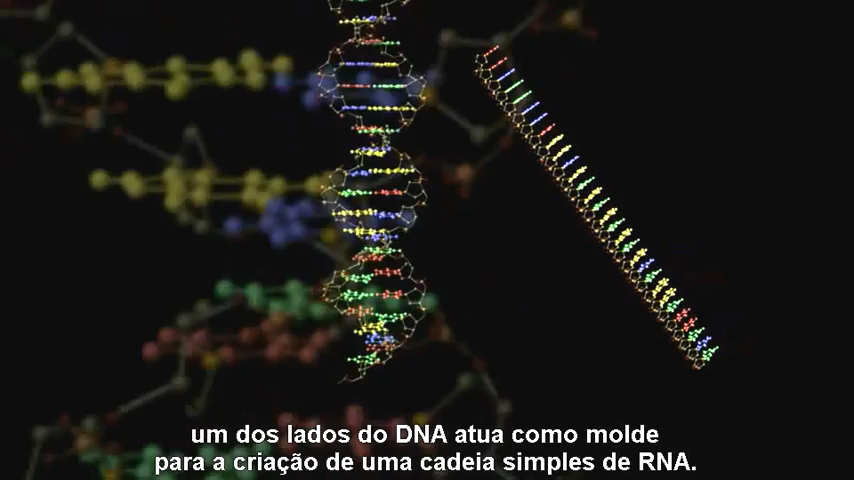 um dos lados do DNA atua como molde
para a criação de uma cadeia simples de RNA.